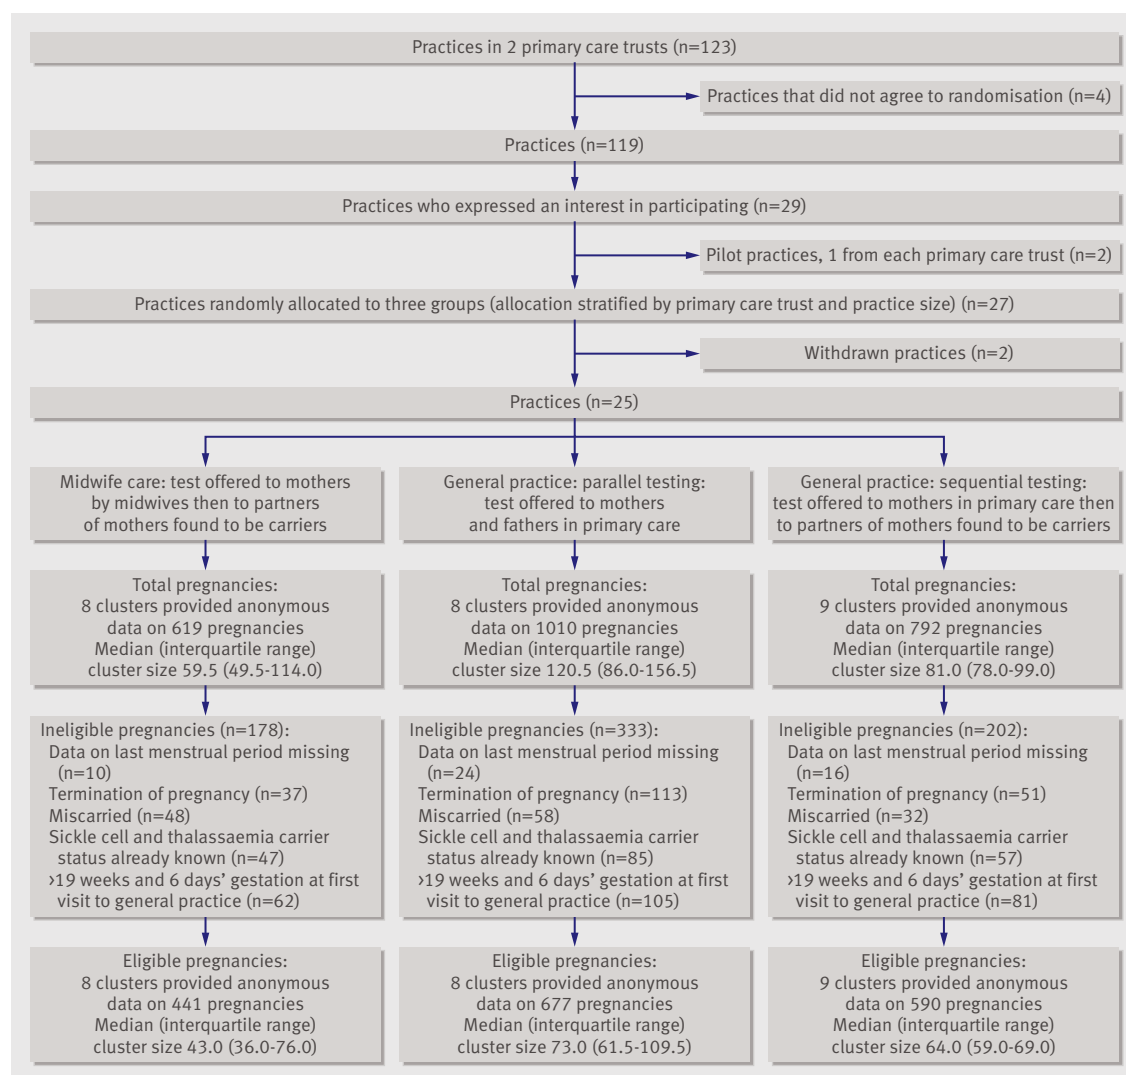 Practices in 2 primary care trusts (n=123)
Practices that did not agree to randomisation (n=4)
Practices (n=119)
Practices who expressed an interest in participating (n=29)
Pilot practices, 1 from each primary care trust (n=2)
Practices randomly allocated to three groups (allocation stratified by primary care trust and practice size) (n=27)
Withdrawn practices (n=2)
Practices (n=25)
Midwife care: test offered to mothers
by midwives then to partners
of mothers found to be carriers
General practice: parallel testing:
test offered to mothers
and fathers in primary care
General practice: sequential testing:
test offered to mothers in primary care then
to partners of mothers found to be carriers
Total pregnancies:
8 clusters provided anonymous
data on 619 pregnancies
Median (interquartile range)
cluster size 59.5 (49.5-114.0)
Total pregnancies:
8 clusters provided anonymous
data on 1010 pregnancies
Median (interquartile range)
cluster size 120.5 (86.0-156.5)
Total pregnancies:
9 clusters provided anonymous
data on 792 pregnancies
Median (interquartile range)
cluster size 81.0 (78.0-99.0)
Ineligible pregnancies (n=178):
Data on last menstrual period missing
(n=10)
Termination of pregnancy (n=37)
Miscarried (n=48)
Sickle cell and thalassaemia carrier
status already known (n=47)
>19 weeks and 6 days' gestation at first
visit to general practice (n=62)
Ineligible pregnancies (n=333):
Data on last menstrual period missing
(n=24)
Termination of pregnancy (n=113)
Miscarried (n=58)
Sickle cell and thalassaemia carrier
status already known (n=85)
>19 weeks and 6 days' gestation at first
visit to general practice (n=105)
Ineligible pregnancies (n=202):
Data on last menstrual period missing
(n=16)
Termination of pregnancy (n=51)
Miscarried (n=32)
Sickle cell and thalassaemia carrier
status already known (n=57)
>19 weeks and 6 days' gestation at first
visit to general practice (n=81)
Eligible pregnancies:
8 clusters provided anonymous
data on 441 pregnancies
Median (interquartile range)
cluster size 43.0 (36.0-76.0)
Eligible pregnancies:
8 clusters provided anonymous
data on 677 pregnancies
Median (interquartile range)
cluster size 73.0 (61.5-109.5)
Eligible pregnancies:
9 clusters provided anonymous
data on 590 pregnancies
Median (interquartile range)
cluster size 64.0 (59.0-69.0)